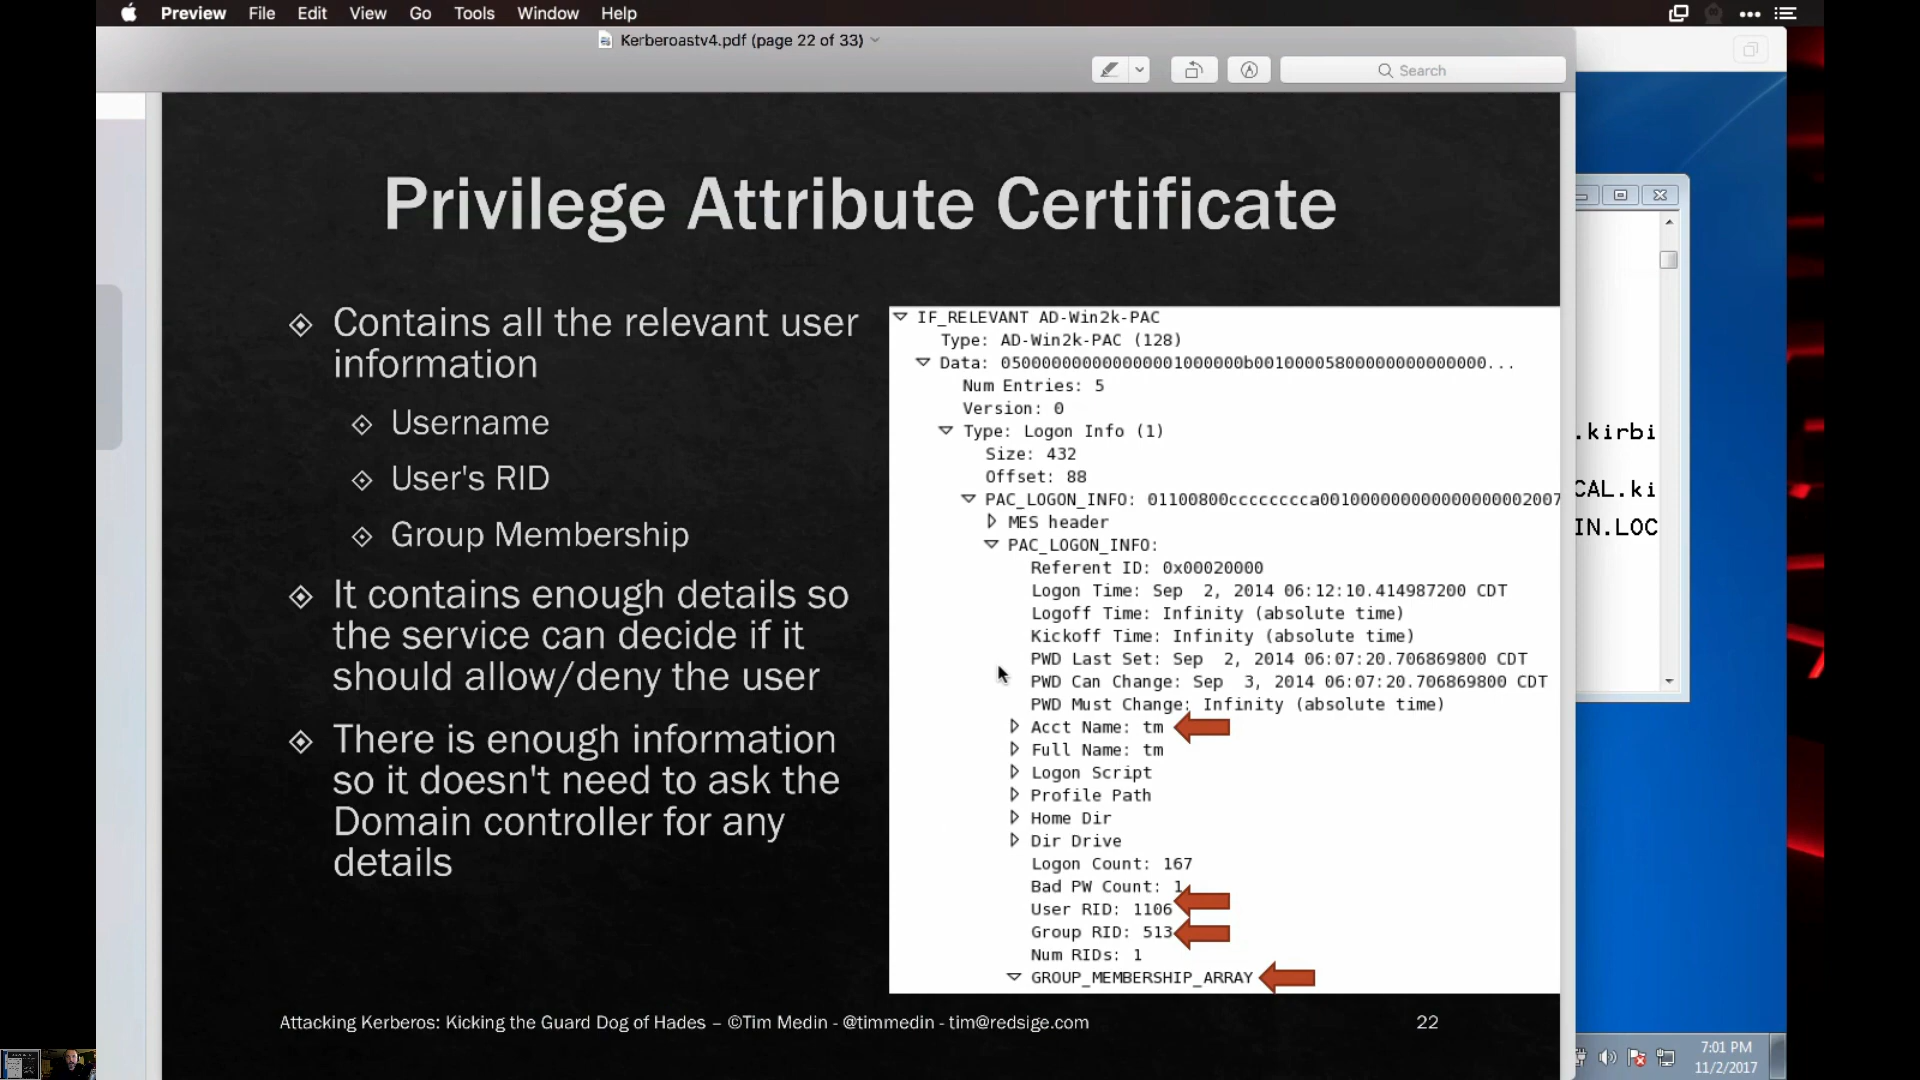 Preview File Edit View Go Tools Window Help
Kerberoastv4.pdf (page 22 of 33)
Search
Privilege Attribute Certificate
Contains all the relevant user
information
Username
User's RID
Group Membership
It contains enough details so
the service can decide if it
should allow/deny the user
There is enough information
so it doesn't need to ask the
Domain controller for any
details
IF_RELEVANT AD-Win2k-PAC
Type: AD-Win2k-PAC (128)
Data: 050000000000000001000000b001000058000000000000000...
Num Entries: 5
Version: 0
Type: Logon Info (1)
Size: 432
Offset: 88
PAC_LOGON_INFO: 01100800cccccccca001000000000000000002007
MES header
PAC_LOGON_INFO:
Referent ID: 0x00020000
Logon Time: Sep 2, 2014 06:12:10.414987200 CDT
Logoff Time: Infinity (absolute time)
Kickoff Time: Infinity (absolute time)
PWD Last Set: Sep 2, 2014 06:07:20.706869800 CDT
PWD Can Change: Sep 3, 2014 06:07:20.706869800 CDT
PWD Must Change: Infinity (absolute time)
Acct Name: tm
Full Name: tm
Logon Script
Profile Path
Home Dir
Dir Drive
Logon Count: 167
Bad PW Count: 1
User RID: 1106
Group RID: 513
Num RIDs: 1
GROUP_MEMBERSHIP_ARRAY
Attacking Kerberos: Kicking the Guard Dog of Hades – ©Tim Medin - @timmedin - tim@redsige.com
22
.kirbi
CAL.ki
IN.LOC
7:01 PM
11/2/2017